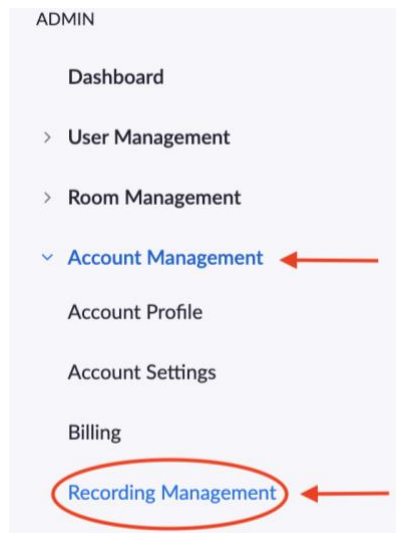 ADMIN
Dashboard
User Management
Room Management
Account Management
Account Profile
Account Settings
Billing
Recording Management